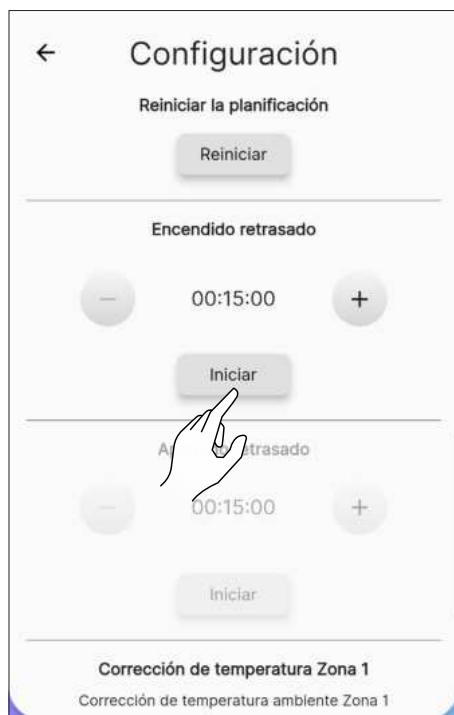 Configuración
Reiniciar la planificación
Reiniciar
Encendido retrasado
00:15:00
Iniciar
retrasado
00:15:00
Iniciar
Corrección de temperatura Zona 1
Corrección de temperatura ambiente Zona 1